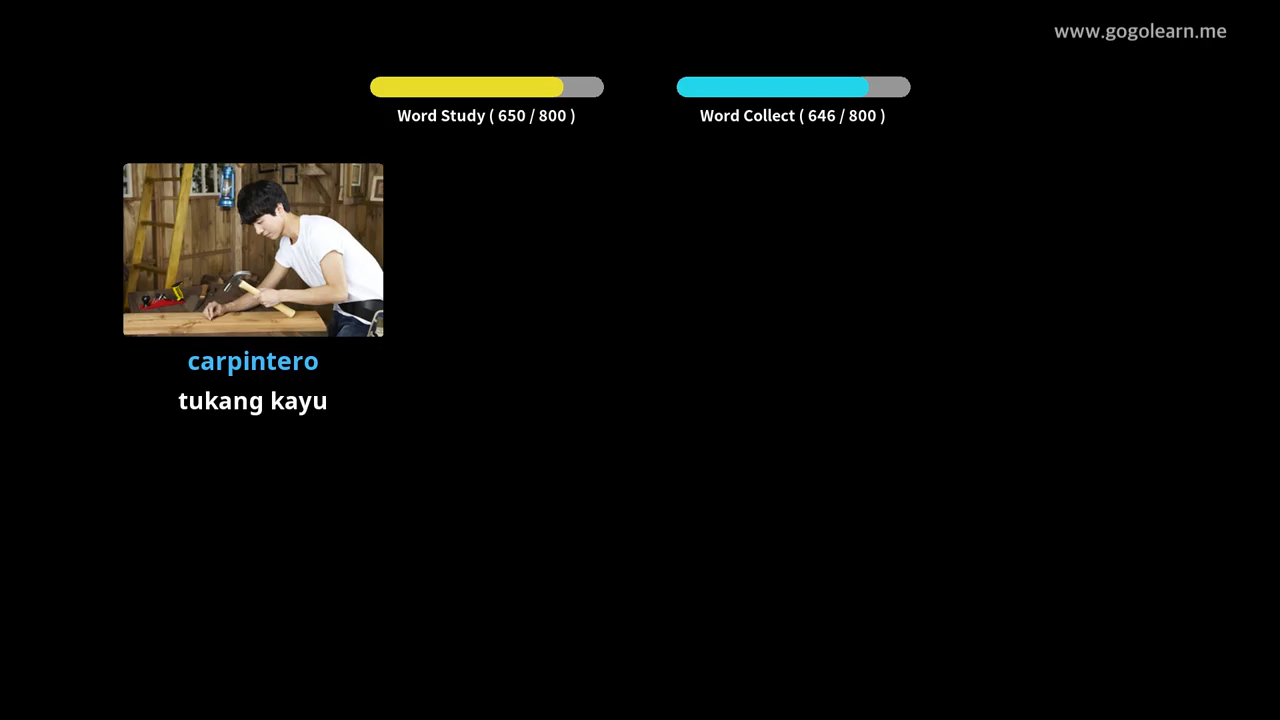 www.gogolearn.me
Word Study ( 650 / 800 )
Word Collect ( 646 / 800 )
carpintero
tukang kayu